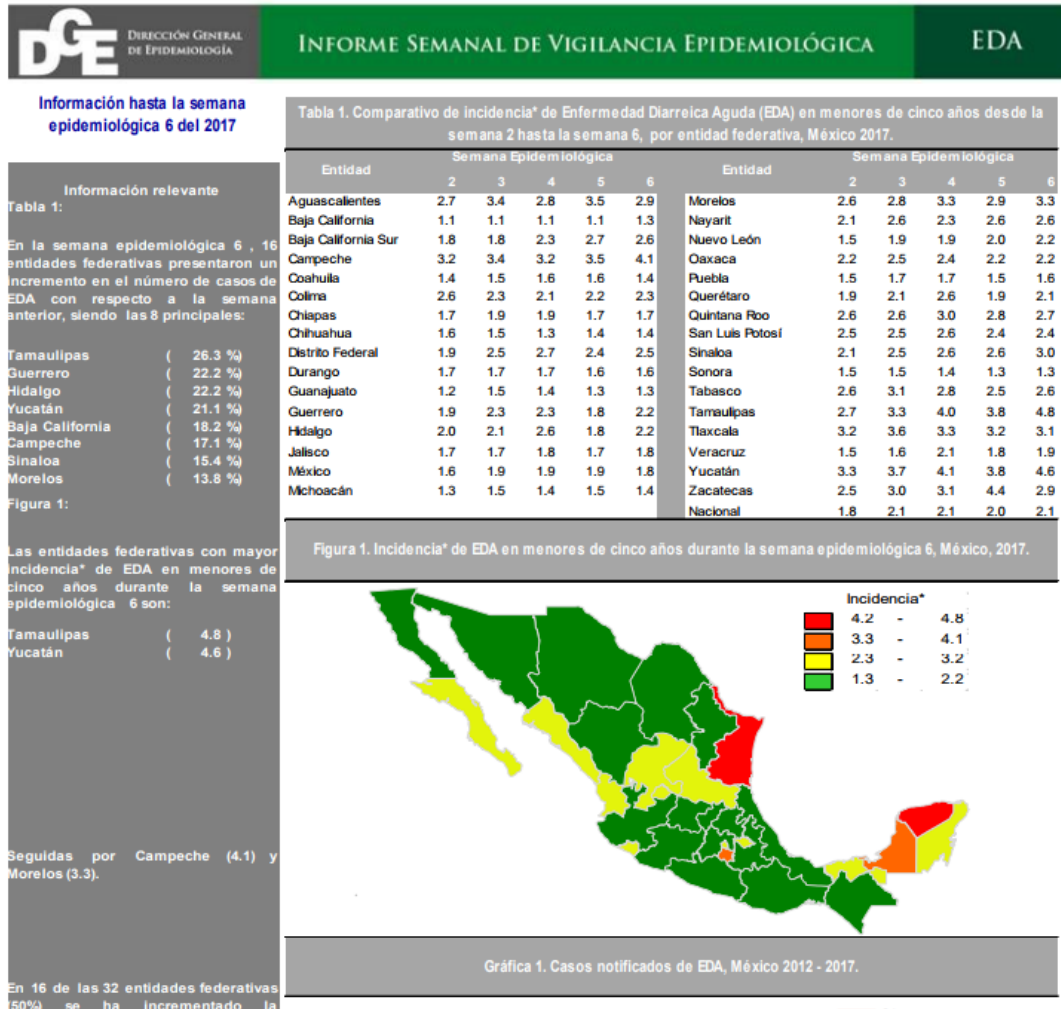 DGE
DIRECCIÓN GENERAL
DE EPIDEMIOLOGÍA
INFORME SEMANAL DE VIGILANCIA EPIDEMIOLÓGICA
EDA
Información hasta la semana
epidemiológica 6 del 2017
Información relevante
Tabla 1:
En la semana epidemiológica 6 , 16
entidades federativas presentaron un
incremento en el número de casos de
EDA con respecto a la semana
anterior, siendo las 8 principales:
Tamaulipas ( 26.3 %)
Guerrero ( 22.2 %)
Hidalgo ( 22.2 %)
Yucatán ( 21.1 %)
Baja California ( 18.2 %)
Campeche ( 17.1 %)
Sinaloa ( 15.4 %)
Morelos ( 13.8 %)
Figura 1:
Las entidades federativas con mayor
incidencia* de EDA en menores de
cinco años durante la semana
epidemiológica 6 son:
Tamaulipas ( 4.8 )
Yucatán ( 4.6 )
Seguidas por Campeche (4.1) y
Morelos (3.3).
En 16 de las 32 entidades federativas
(50%) se ha incrementado la
Tabla 1. Comparativo de incidencia* de Enfermedad Diarreica Aguda (EDA) en menores de cinco años desde la
semana 2 hasta la semana 6, por entidad federativa, México 2017.
Entidad Semana Epidemiológica Entidad Semana Epidemiológica
2 3 4 5 6 2 3 4 5 6
Aguascalientes 2.7 3.4 2.8 3.5 2.9 Morelos 2.6 2.8 3.3 2.9 3.3
Baja California 1.1 1.1 1.1 1.1 1.3 Nayarit 2.1 2.6 2.3 2.6 2.6
Baja California Sur 1.8 1.8 2.3 2.7 2.6 Nuevo León 1.5 1.9 1.9 2.0 2.2
Campeche 3.2 3.4 3.2 3.5 4.1 Oaxaca 2.2 2.5 2.4 2.2 2.2
Coahuila 1.4 1.5 1.6 1.6 1.4 Puebla 1.5 1.7 1.7 1.5 1.6
Colima 2.6 2.3 2.1 2.2 2.3 Querétaro 1.9 2.1 2.6 1.9 2.1
Chiapas 1.7 1.9 1.9 1.7 1.7 Quintana Roo 2.6 2.6 3.0 2.8 2.7
Chihuahua 1.6 1.5 1.3 1.4 1.4 San Luis Potosí 2.5 2.5 2.6 2.4 2.4
Distrito Federal 1.9 2.5 2.7 2.4 2.5 Sinaloa 2.1 2.5 2.6 2.6 3.0
Durango 1.7 1.7 1.7 1.6 1.6 Sonora 1.5 1.5 1.4 1.3 1.3
Guanajuato 1.2 1.5 1.4 1.3 1.3 Tabasco 2.6 3.1 2.8 2.5 2.6
Guerrero 1.9 2.3 2.3 1.8 2.2 Tamaulipas 2.7 3.3 4.0 3.8 4.8
Hidalgo 2.0 2.1 2.6 1.8 2.2 Tlaxcala 3.2 3.6 3.3 3.2 3.1
Jalisco 1.7 1.7 1.8 1.7 1.8 Veracruz 1.5 1.6 2.1 1.8 1.9
México 1.6 1.9 1.9 1.9 1.8 Yucatán 3.3 3.7 4.1 3.8 4.6
Michoacán 1.3 1.5 1.4 1.5 1.4 Zacatecas 2.5 3.0 3.1 4.4 2.9
Nacional 1.8 2.1 2.1 2.0 2.1
Figura 1. Incidencia* de EDA en menores de cinco años durante la semana epidemiológica 6, México, 2017.
Incidencia*
4.2 - 4.8
3.3 - 4.1
2.3 - 3.2
1.3 - 2.2
Gráfica 1. Casos notificados de EDA, México 2012 - 2017.